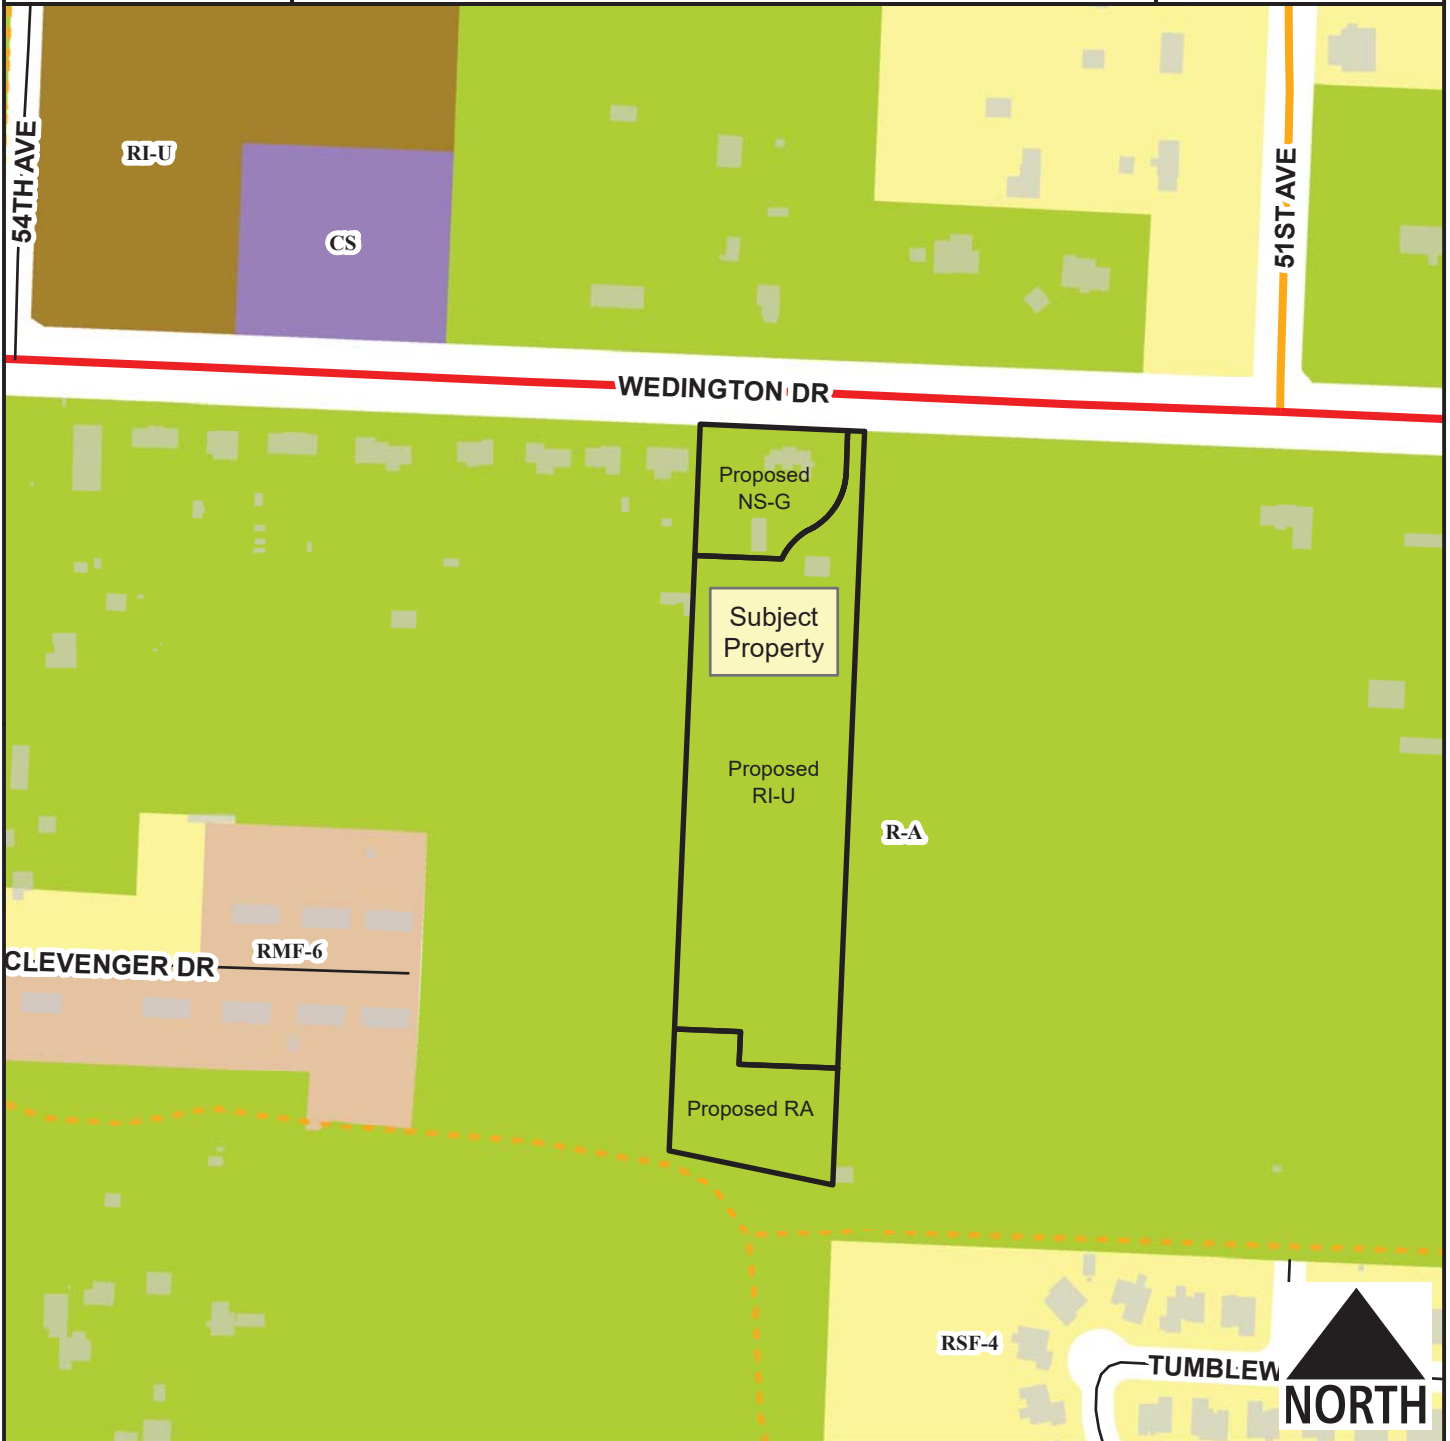 54TH AVE
RI-U
CS
51ST AVE
WEDINGTON DR
Proposed
NS-G
Subject
Property
Proposed
RI-U
R-A
RMF-6
CLEVENGER DR
Proposed RA
RSF-4
TUMBLEW
NORTH